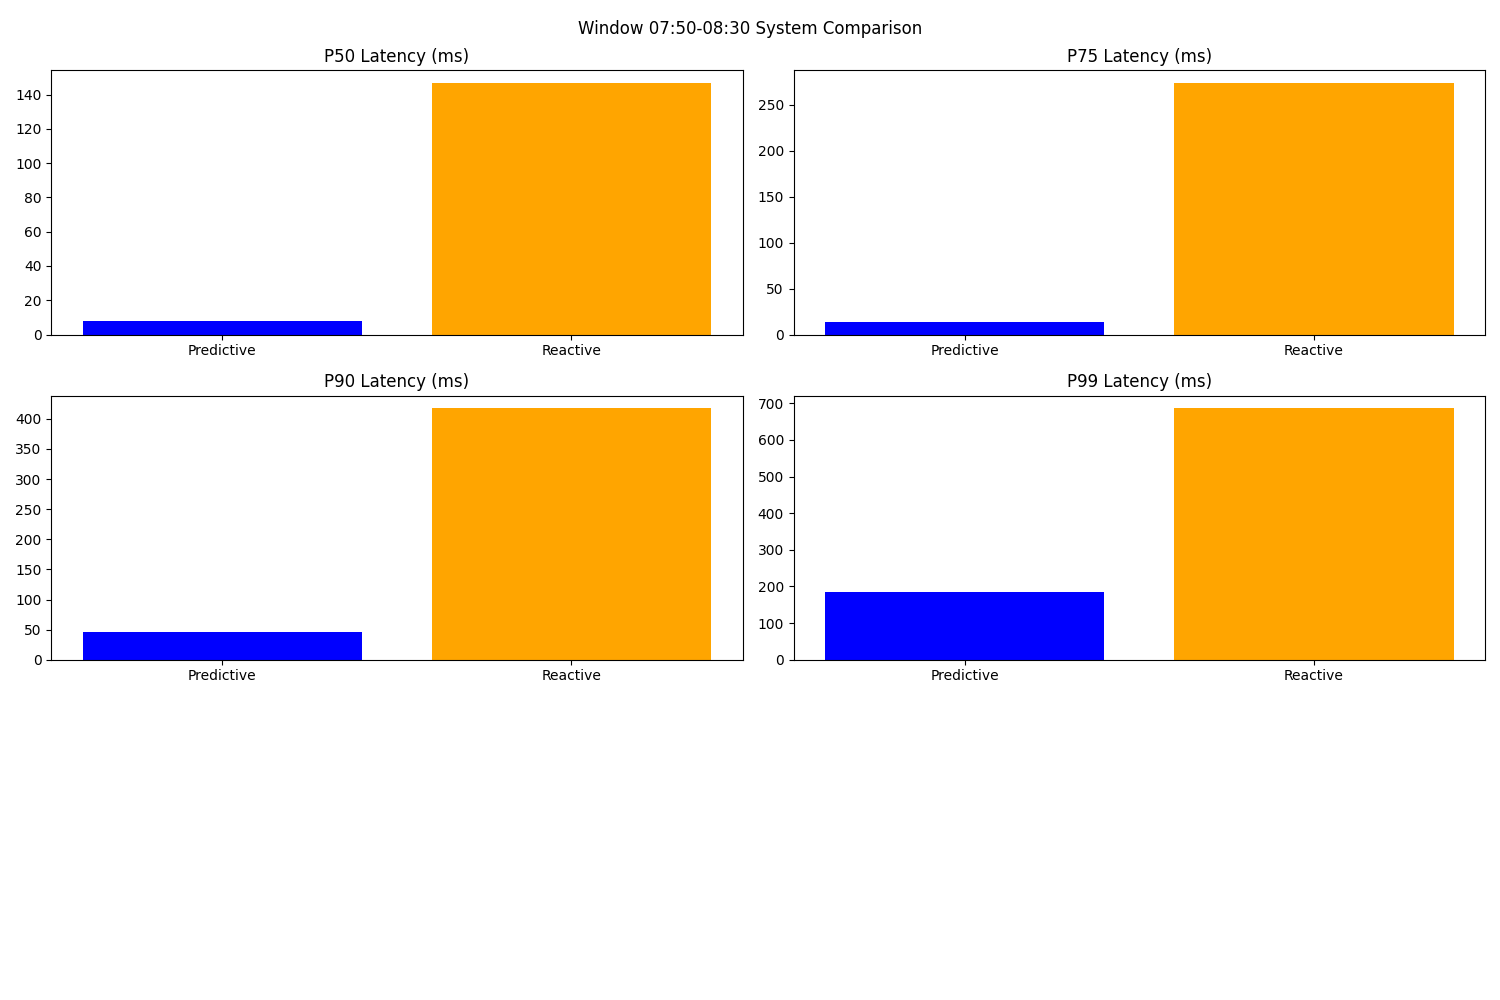 Window 07:50-08:30 System Comparison
P50 Latency (ms)
140
120
100
80
60
40
20
0
Predictive
Reactive
P75 Latency (ms)
250
200
150
100
50
0
Predictive
Reactive
P90 Latency (ms)
400
350
300
250
200
150
100
50
0
Predictive
Reactive
P99 Latency (ms)
700
600
500
400
300
200
100
0
Predictive
Reactive